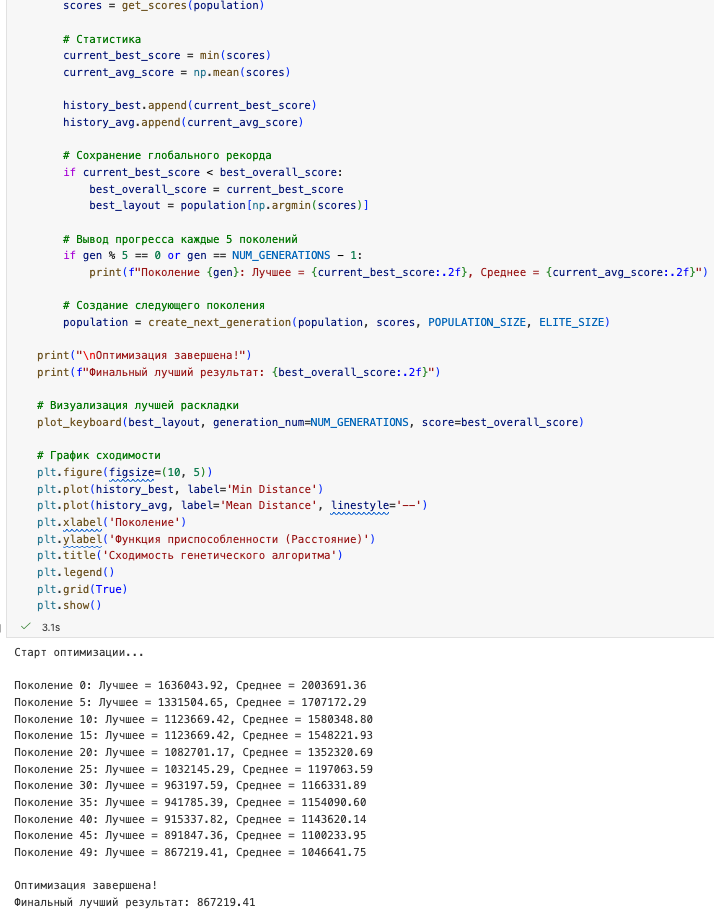 scores = get_scores(population)
# Статистика
current_best_score = min(scores)
current_avg_score = np.mean(scores)
history_best.append(current_best_score)
history_avg.append(current_avg_score)
# Сохранение глобального рекорда
if current_best_score < best_overall_score:
best_overall_score = current_best_score
best_layout = population[np.argmin(scores)]
# Вывод прогресса каждые 5 поколений
if gen % 5 == 0 or gen == NUM_GENERATIONS - 1:
print(f"Поколение {gen}: Лучшее = {current_best_score:.2f}, Среднее = {current_avg_score:.2f}")
# Создание следующего поколения
population = create_next_generation(population, scores, POPULATION_SIZE, ELITE_SIZE)
print("\nОптимизация завершена!")
print(f"Финальный лучший результат: {best_overall_score:.2f}")
# Визуализация лучшей раскладки
plot_keyboard(best_layout, generation_num=NUM_GENERATIONS, score=best_overall_score)
# График сходимости
plt.figure(figsize=(10, 5))
plt.plot(history_best, label='Min Distance')
plt.plot(history_avg, label='Mean Distance', linestyle='--')
plt.xlabel('Поколение')
plt.ylabel('Функция приспособленности (Расстояние)')
plt.title('Сходимость генетического алгоритма')
plt.legend()
plt.grid(True)
plt.show()
3.1s
Старт оптимизации...
Поколение 0: Лучшее = 1636043.92, Среднее = 2003691.36
Поколение 5: Лучшее = 1331504.65, Среднее = 1707172.29
Поколение 10: Лучшее = 1123669.42, Среднее = 1580348.80
Поколение 15: Лучшее = 1123669.42, Среднее = 1548221.93
Поколение 20: Лучшее = 1082701.17, Среднее = 1352320.69
Поколение 25: Лучшее = 1032145.29, Среднее = 1197063.59
Поколение 30: Лучшее = 963197.59, Среднее = 1166331.89
Поколение 35: Лучшее = 941785.39, Среднее = 1154090.60
Поколение 40: Лучшее = 915337.82, Среднее = 1143620.14
Поколение 45: Лучшее = 891847.36, Среднее = 1100233.95
Поколение 49: Лучшее = 867219.41, Среднее = 1046641.75
Оптимизация завершена!
Финальный лучший результат: 867219.41